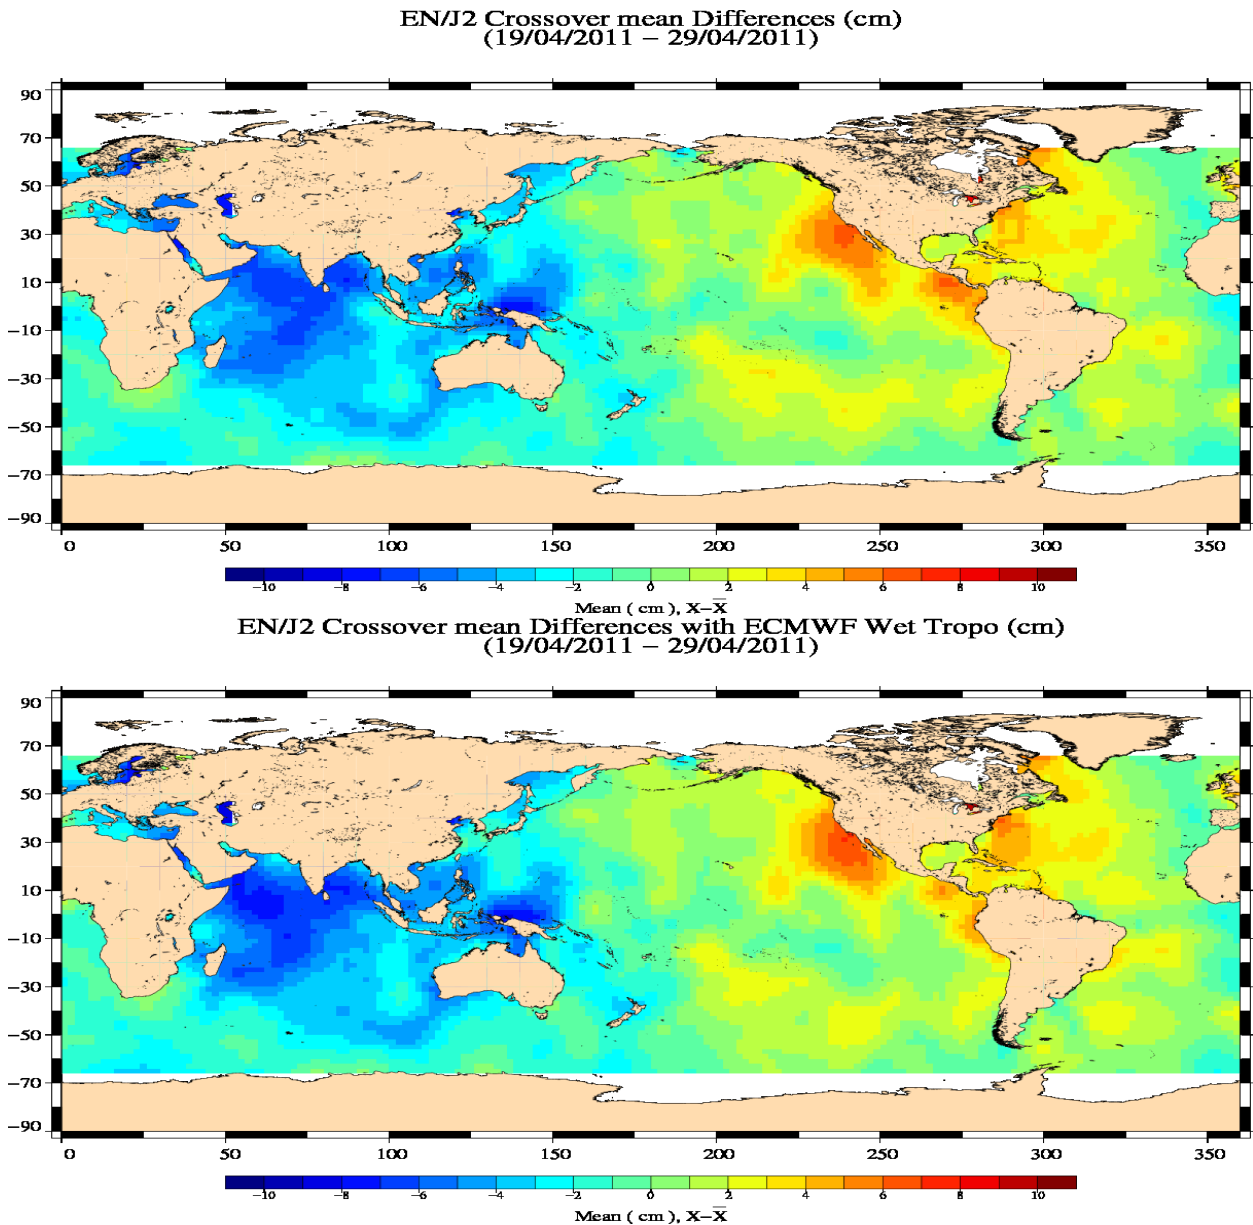 EN/J2 Crossover mean Differences (cm)
(19/04/2011 − 29/04/2011)
90
70
50
30
10
−10
−30
−50
−70
−90
0 50 100 150 200 250 300 350
−10 −8 −6 −4 −2 0 2 4 6 8 10
Mean ( cm ), X−X̅
EN/J2 Crossover mean Differences with ECMWF Wet Tropo (cm)
(19/04/2011 − 29/04/2011)
90
70
50
30
10
−10
−30
−50
−70
−90
0 50 100 150 200 250 300 350
−10 −8 −6 −4 −2 0 2 4 6 8 10
Mean ( cm ), X−X̅